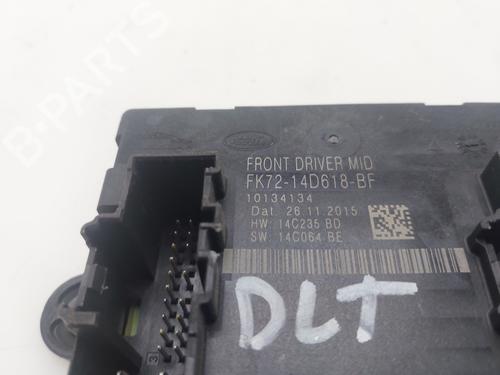 B-PARTS
FRONT DRIVER MID
FK72-14D618-BF
10134134
Dat. 26.11.2015
HW: 14C235 BD
SW: 14C064 BE
DLT
3